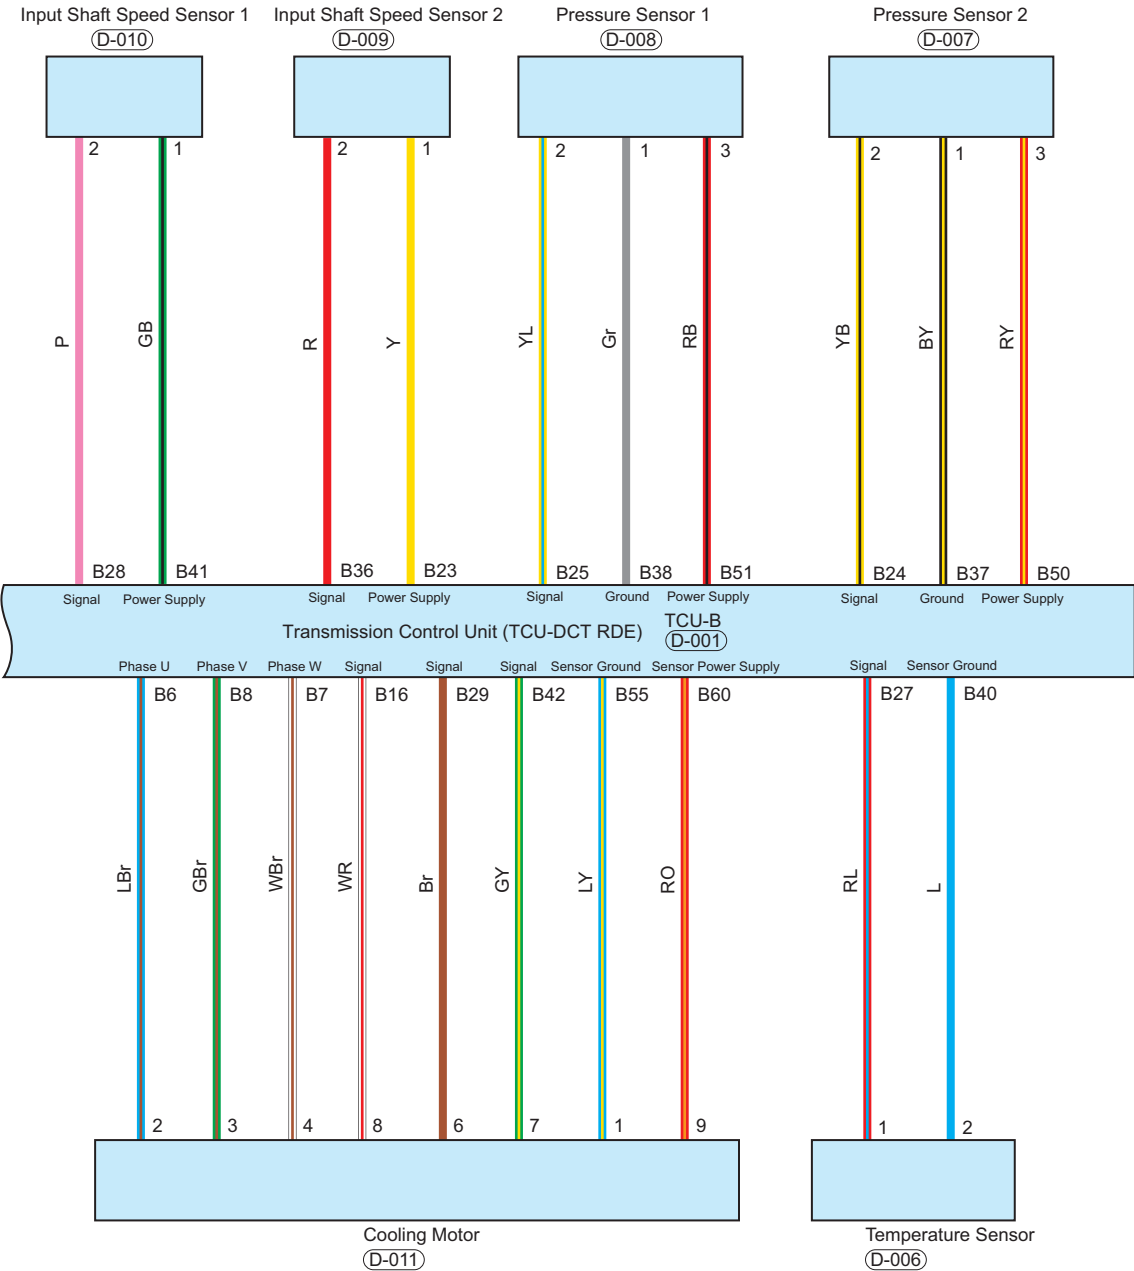 Input Shaft Speed Sensor 1 Input Shaft Speed Sensor 2 Pressure Sensor 1 Pressure Sensor 2
D-010 D-009 D-008 D-007
2 1 2 1 2 1 3 2 1 3
P GB R Y YL Gr RB YB BY RY
B28 B41 B36 B23 B25 B38 B51 B24 B37 B50
Signal Power Supply Signal Power Supply Signal Ground Power Supply Signal Ground Power Supply
Transmission Control Unit (TCU-DCT RDE) TCU-B
D-001
Phase U Phase V Phase W Signal Signal Signal Sensor Ground Sensor Power Supply Signal Sensor Ground
B6 B8 B7 B16 B29 B42 B55 B60 B27 B40
LBr GBr WBr WR Br GY LY RO RL L
2 3 4 8 6 7 1 9 1 2
Cooling Motor Temperature Sensor
D-011 D-006